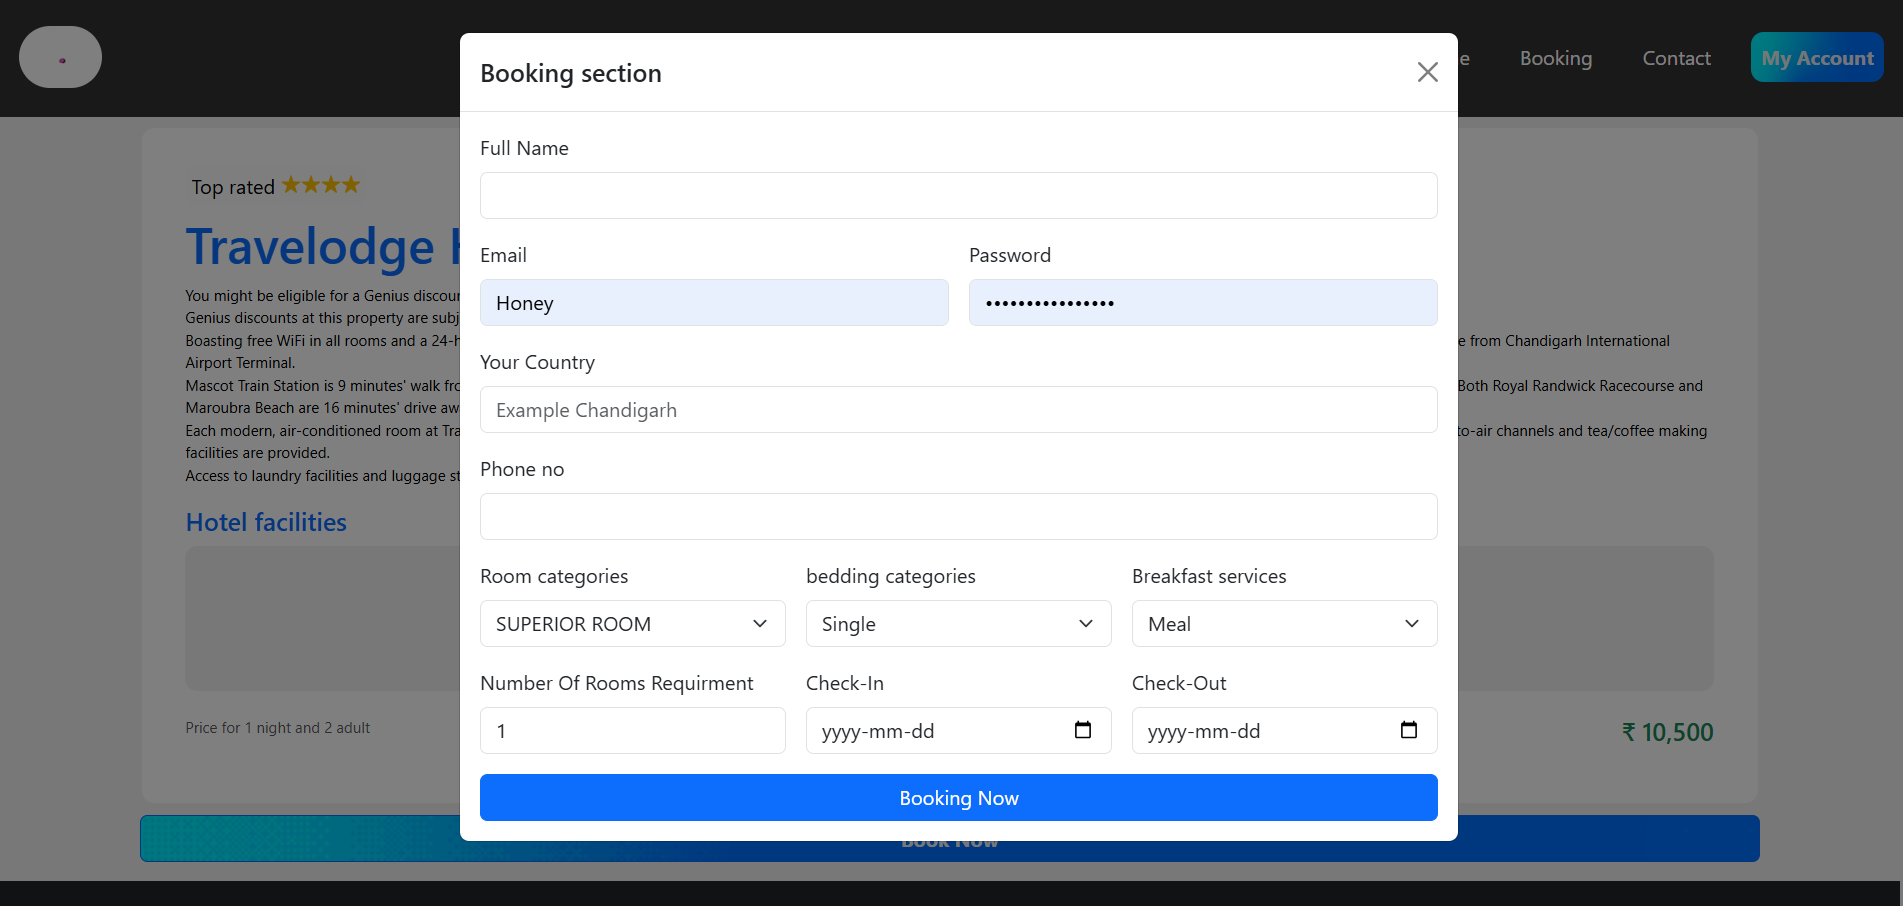 e
Booking
Contact
My Account
Booking section
Full Name
Email
Password
Honey
••••••••••••••••
Your Country
Example Chandigarh
Phone no
Room categories
bedding categories
Breakfast services
SUPERIOR ROOM
Single
Meal
Number Of Rooms Requirment
Check-In
Check-Out
1
yyyy-mm-dd
yyyy-mm-dd
Booking Now
Top rated ★★★★
Travelodge
You might be eligible for a Genius discou
Genius discounts at this property are sub
Boasting free WiFi in all rooms and a 24-h
e from Chandigarh International
Airport Terminal.
Mascot Train Station is 9 minutes' walk fro
Both Royal Randwick Racecourse and
Maroubra Beach are 16 minutes' drive aw
Each modern, air-conditioned room at Tra
to-air channels and tea/coffee making
facilities are provided.
Access to laundry facilities and luggage st
Hotel facilities
Price for 1 night and 2 adult
₹ 10,500
Book Now